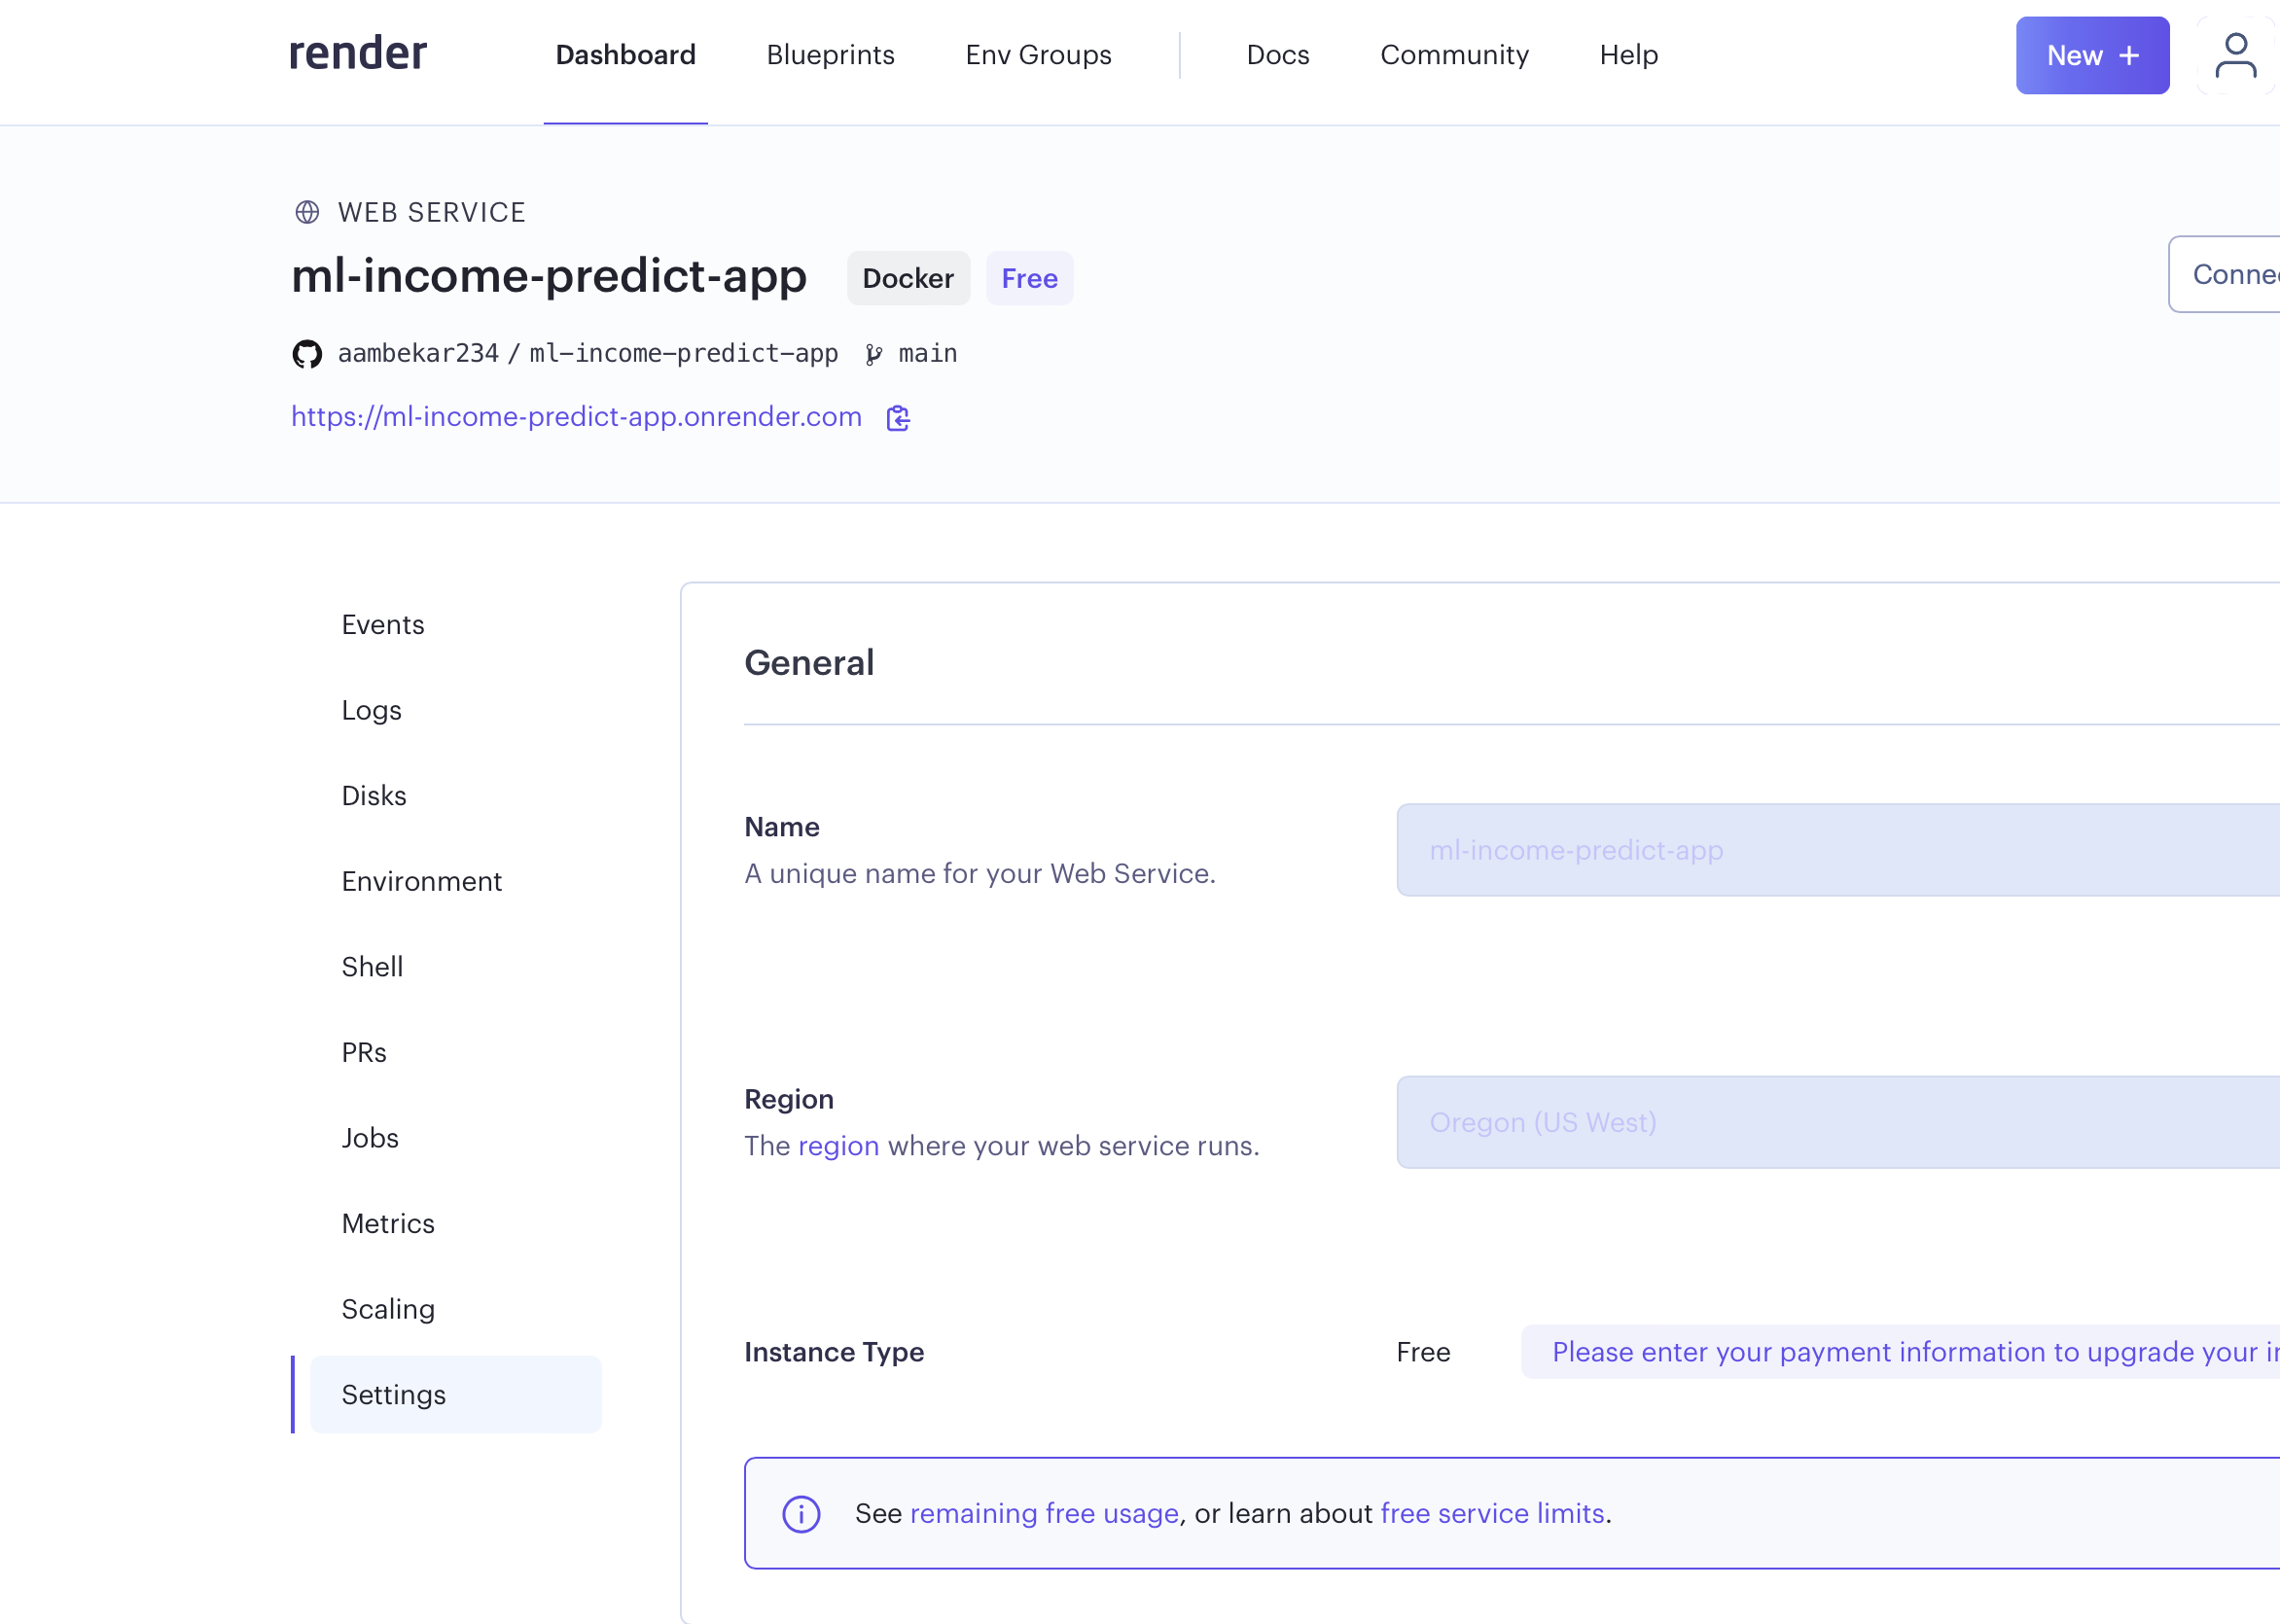 render Dashboard Blueprints Env Groups Docs Community Help New +
WEB SERVICE
ml-income-predict-app Docker Free
Connec
aambekar234 / ml-income-predict-app main
https://ml-income-predict-app.onrender.com
Events
Logs
Disks
Environment
Shell
PRs
Jobs
Metrics
Scaling
Settings
General
Name
A unique name for your Web Service.
ml-income-predict-app
Region
The region where your web service runs.
Oregon (US West)
Instance Type
Free
Please enter your payment information to upgrade your in
See remaining free usage, or learn about free service limits.